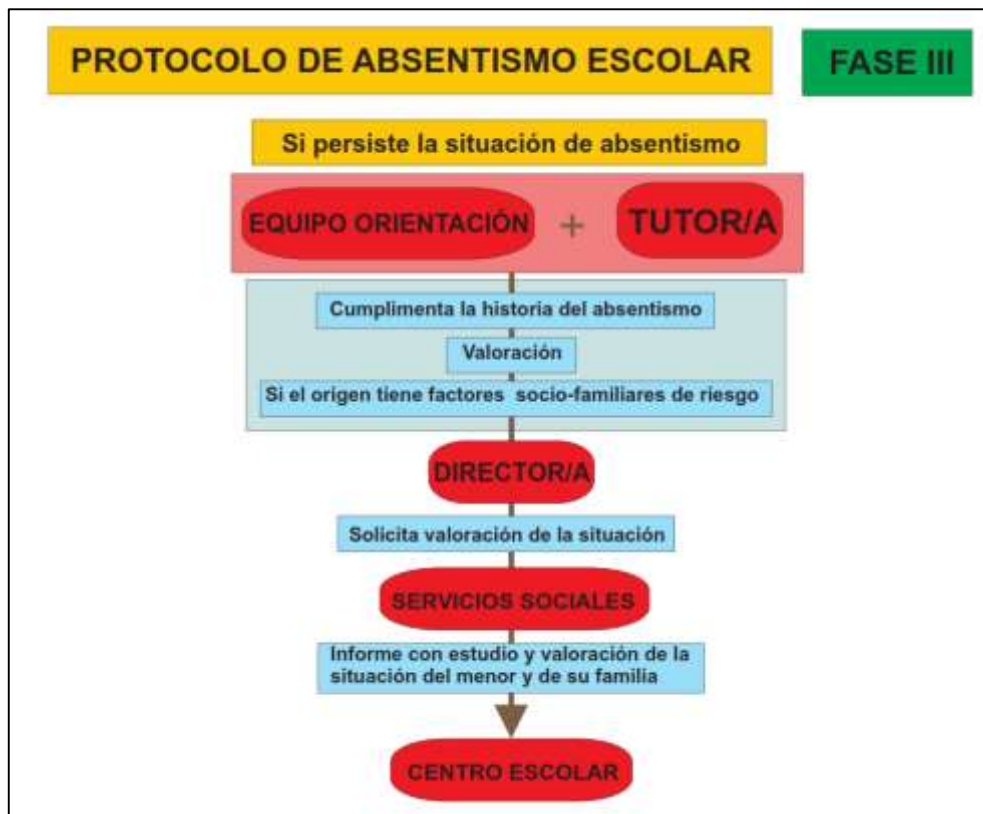 PROTOCOLO DE ABSENTISMO ESCOLAR
FASE III
Si persiste la situación de absentismo
EQUIPO ORIENTACIÓN + TUTOR/A
Cumplimenta la historia del absentismo
Valoración
Si el origen tiene factores socio-familiares de riesgo
DIRECTOR/A
Solicita valoración de la situación
SERVICIOS SOCIALES
Informe con estudio y valoración de la
situación del menor y de su familia
CENTRO ESCOLAR